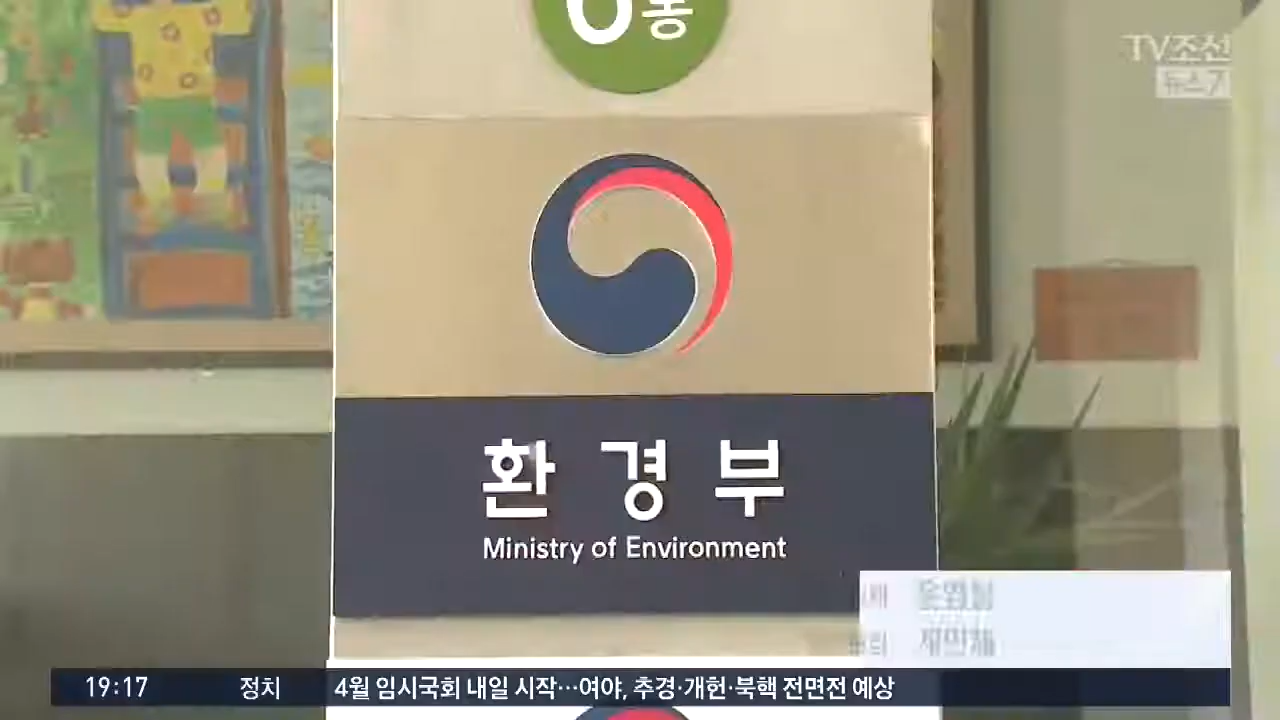 6동
TV조선
뉴스7
환경부
Ministry of Environment
19:17 정치 4월 임시국회 내일 시작…여야, 추경·개헌·북핵 전면전 예상